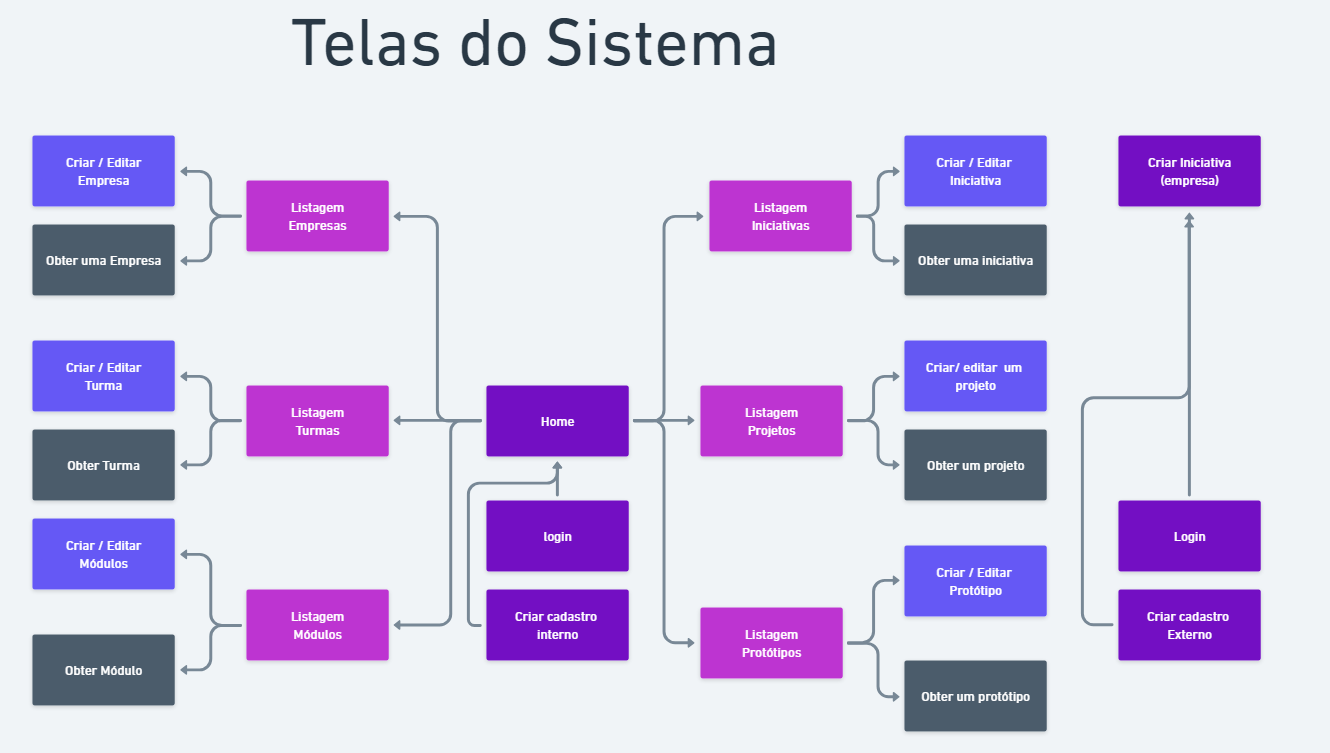 Telas do Sistema
Criar / Editar
Empresa
Obter uma Empresa
Listagem
Empresas
Criar / Editar
Turma
Obter Turma
Listagem
Turmas
Criar / Editar
Módulos
Obter Módulo
Listagem
Módulos
Home
login
Criar cadastro
interno
Listagem
Iniciativas
Criar / Editar
Iniciativa
Obter uma iniciativa
Listagem
Projetos
Criar/ editar um
projeto
Obter um projeto
Listagem
Protótipos
Criar / Editar
Protótipo
Obter um protótipo
Criar Iniciativa
(empresa)
Login
Criar cadastro
Externo